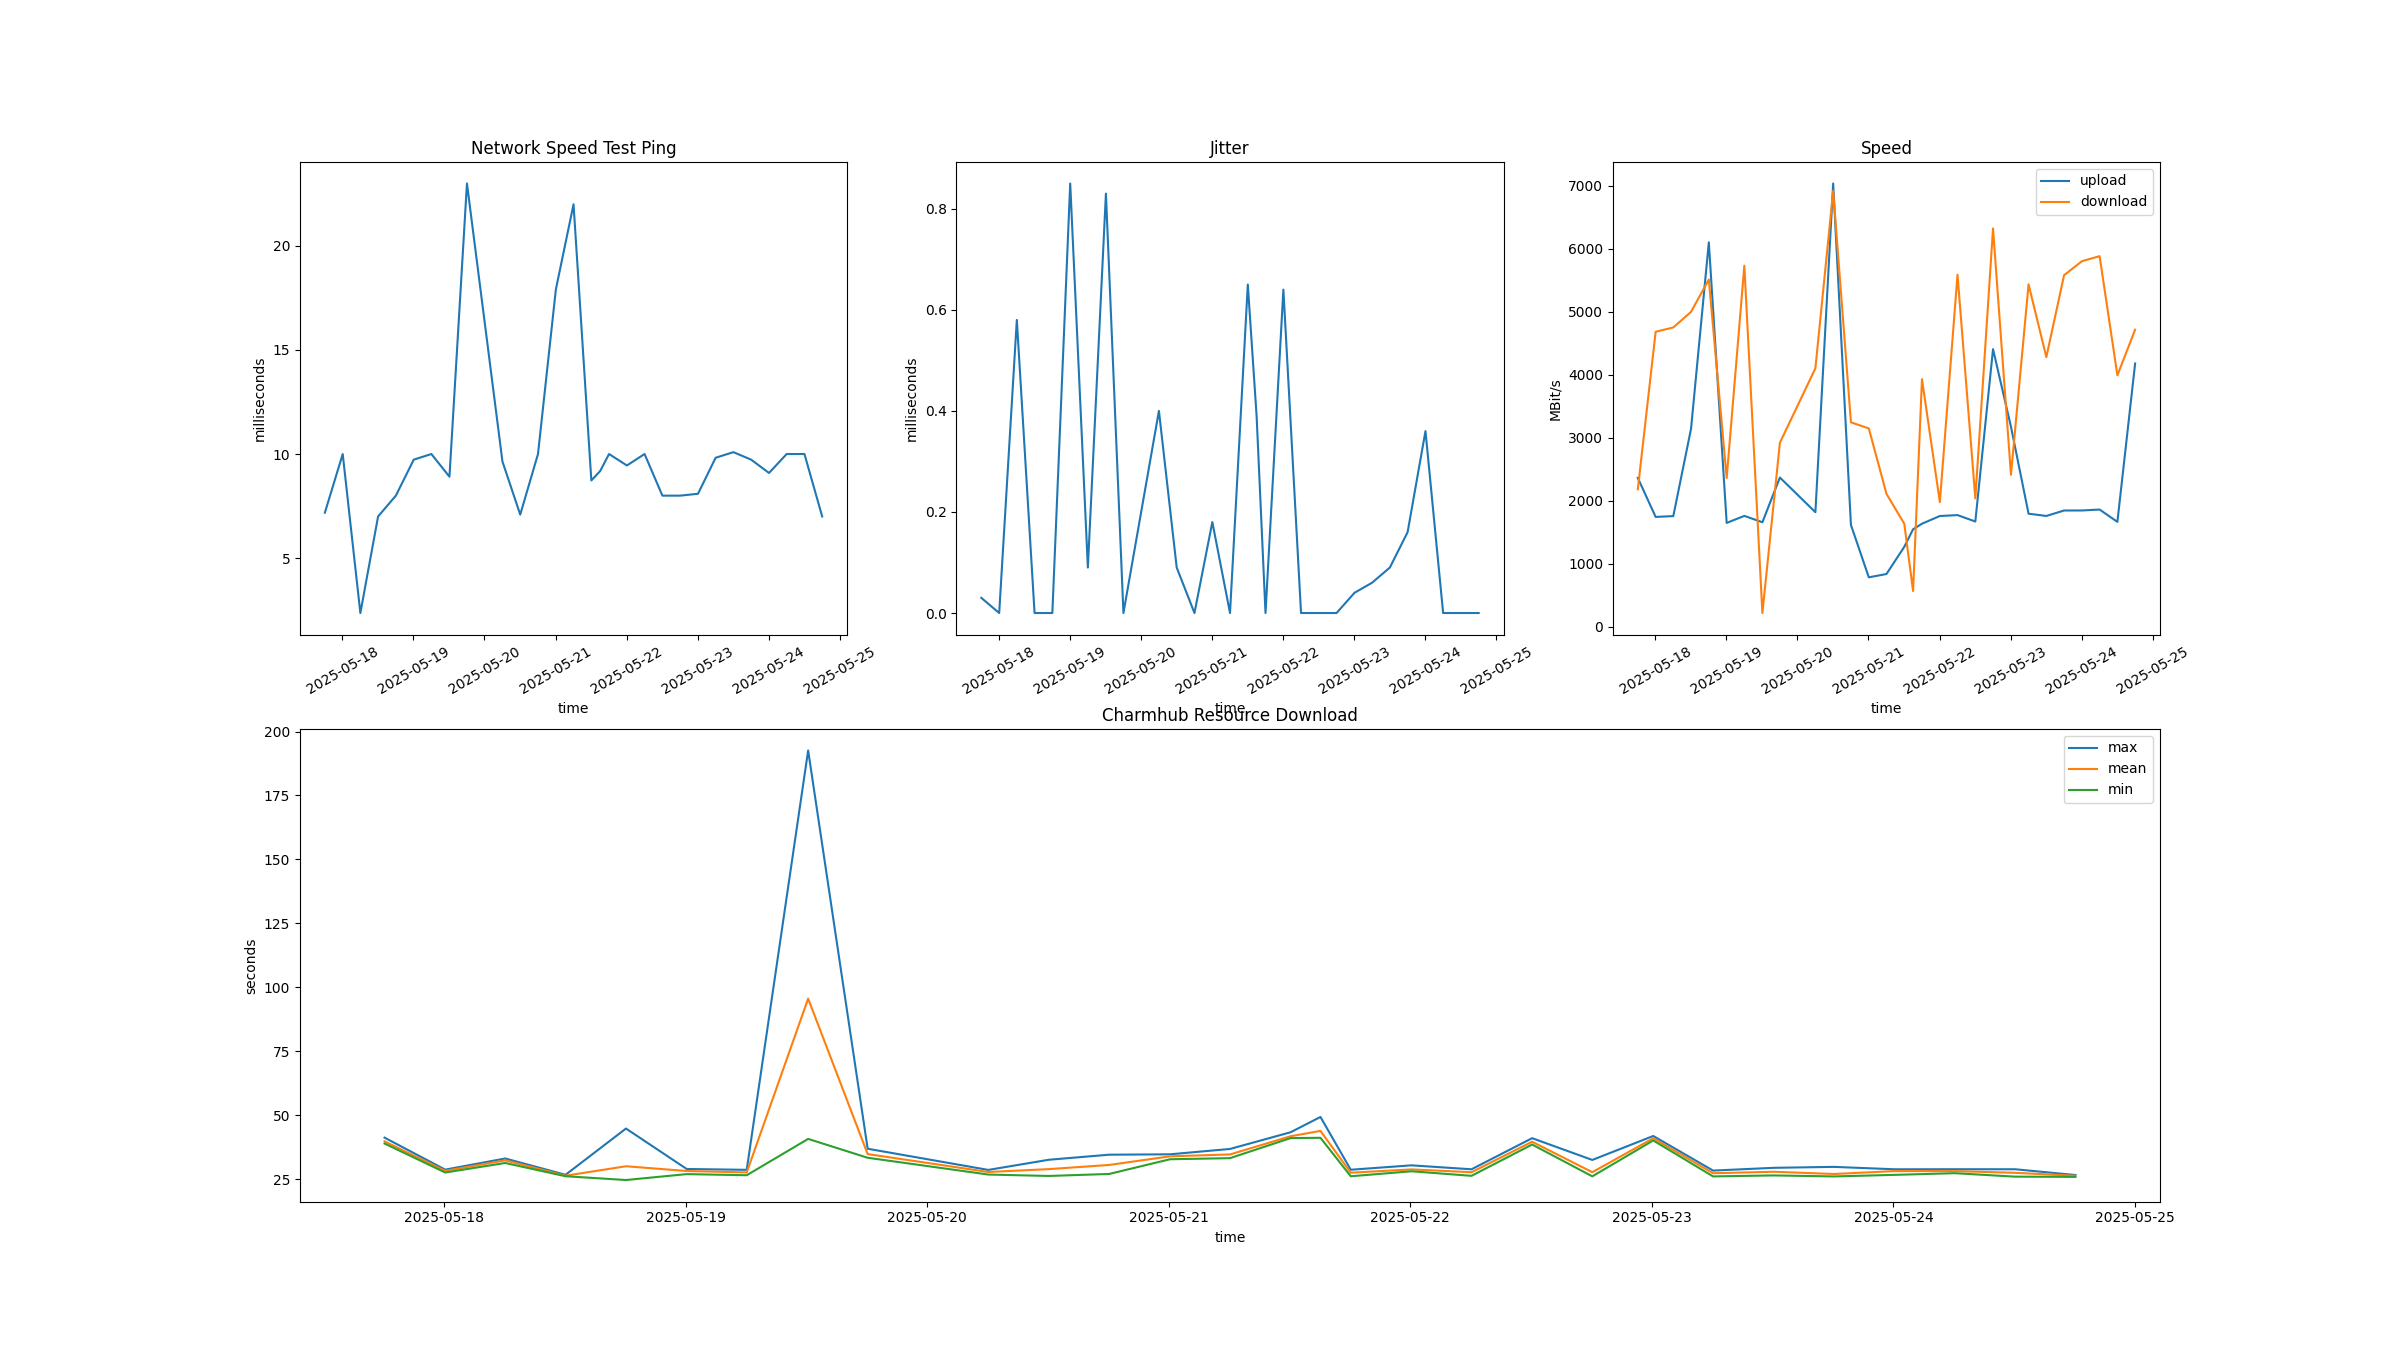 Network Speed Test Ping
milliseconds
20
15
10
5
2025-05-18 2025-05-19 2025-05-20 2025-05-21 2025-05-22 2025-05-23 2025-05-24 2025-05-25
time
Jitter
milliseconds
0.8
0.6
0.4
0.2
0.0
2025-05-18 2025-05-19 2025-05-20 2025-05-21 2025-05-22 2025-05-23 2025-05-24 2025-05-25
time
Speed
upload
download
MBit/s
7000
6000
5000
4000
3000
2000
1000
0
2025-05-18 2025-05-19 2025-05-20 2025-05-21 2025-05-22 2025-05-23 2025-05-24 2025-05-25
time
Charmhub Resource Download
max
mean
min
seconds
200
175
150
125
100
75
50
25
2025-05-18 2025-05-19 2025-05-20 2025-05-21 2025-05-22 2025-05-23 2025-05-24 2025-05-25
time